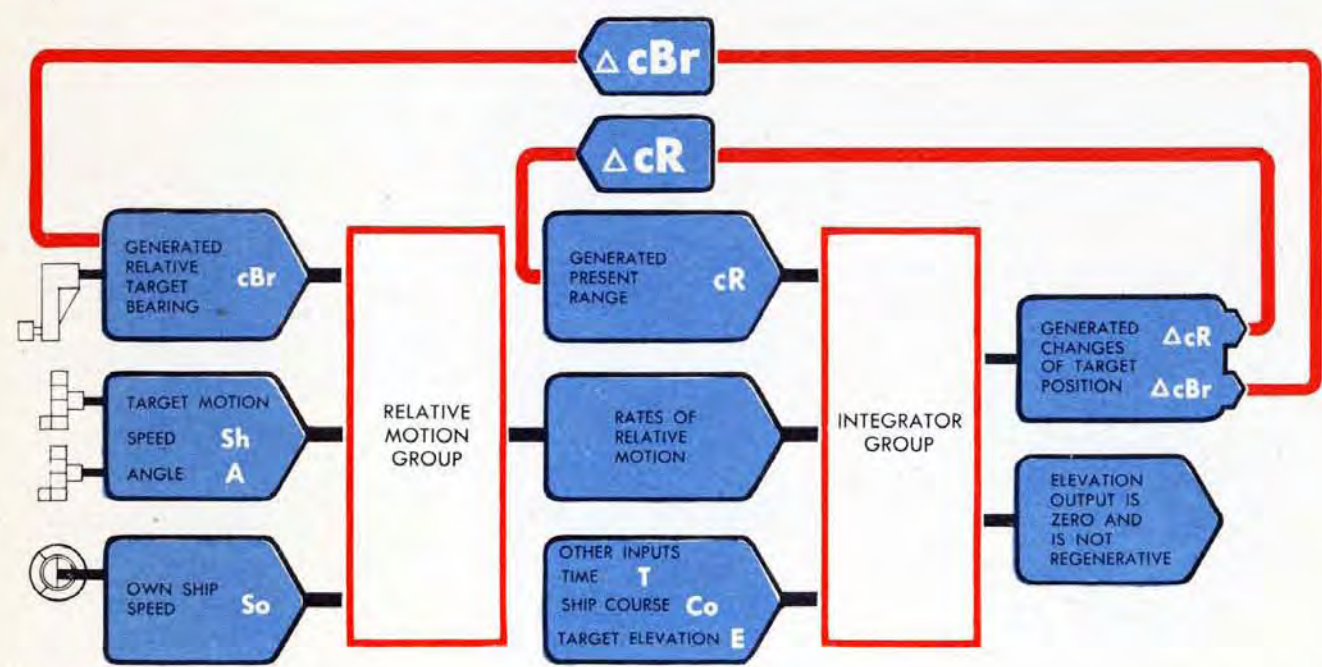 Δ cBr
Δ cR
GENERATED
RELATIVE
TARGET
BEARING cBr
TARGET MOTION
SPEED Sh
ANGLE A
OWN SHIP
SPEED So
RELATIVE
MOTION
GROUP
GENERATED
PRESENT
RANGE cR
RATES OF
RELATIVE
MOTION
OTHER INPUTS
TIME T
SHIP COURSE Co
TARGET ELEVATION E
INTEGRATOR
GROUP
GENERATED
CHANGES
OF TARGET
POSITION
ΔcR
ΔcBr
ELEVATION
OUTPUT IS
ZERO AND
IS NOT
REGENERATIVE